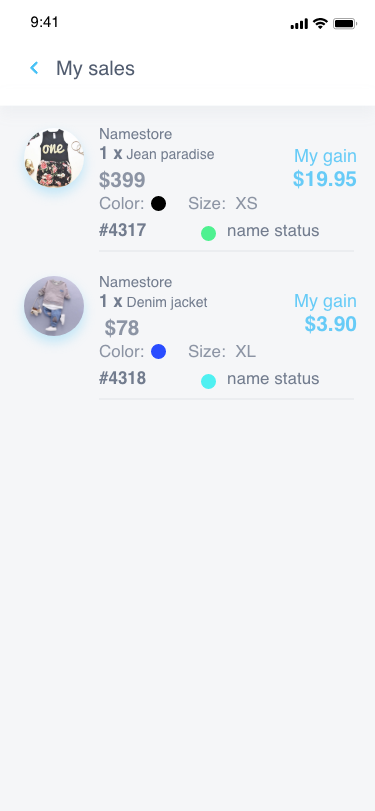 9:41
My sales
one
Namestore
1 x Jean paradise
My gain
$399
$19.95
Color:
Size: XS
#4317
name status
Namestore
1 x Denim jacket
My gain
$78
$3.90
Color:
Size: XL
#4318
name status